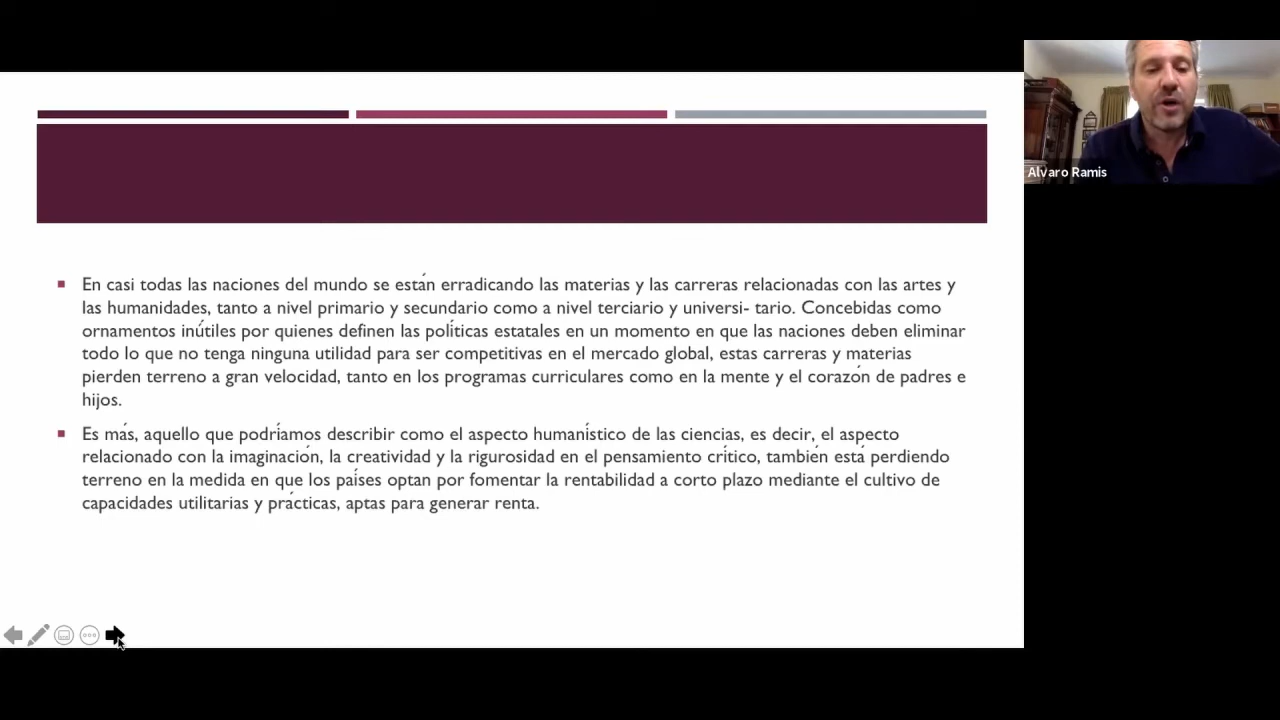 En casi todas las naciones del mundo se están erradicando las materias y las carreras relacionadas con las artes y
las humanidades, tanto a nivel primario y secundario como a nivel terciario y universi- tario. Concebidas como
ornamentos inútiles por quienes definen las políticas estatales en un momento en que las naciones deben eliminar
todo lo que no tenga ninguna utilidad para ser competitivas en el mercado global, estas carreras y materias
pierden terreno a gran velocidad, tanto en los programas curriculares como en la mente y el corazón de padres e
hijos.
Es más, aquello que podríamos describir como el aspecto humanístico de las ciencias, es decir, el aspecto
relacionado con la imaginación, la creatividad y la rigurosidad en el pensamiento crítico, también está perdiendo
terreno en la medida en que los países optan por fomentar la rentabilidad a corto plazo mediante el cultivo de
capacidades utilitarias y prácticas, aptas para generar renta.
Alvaro Ramis